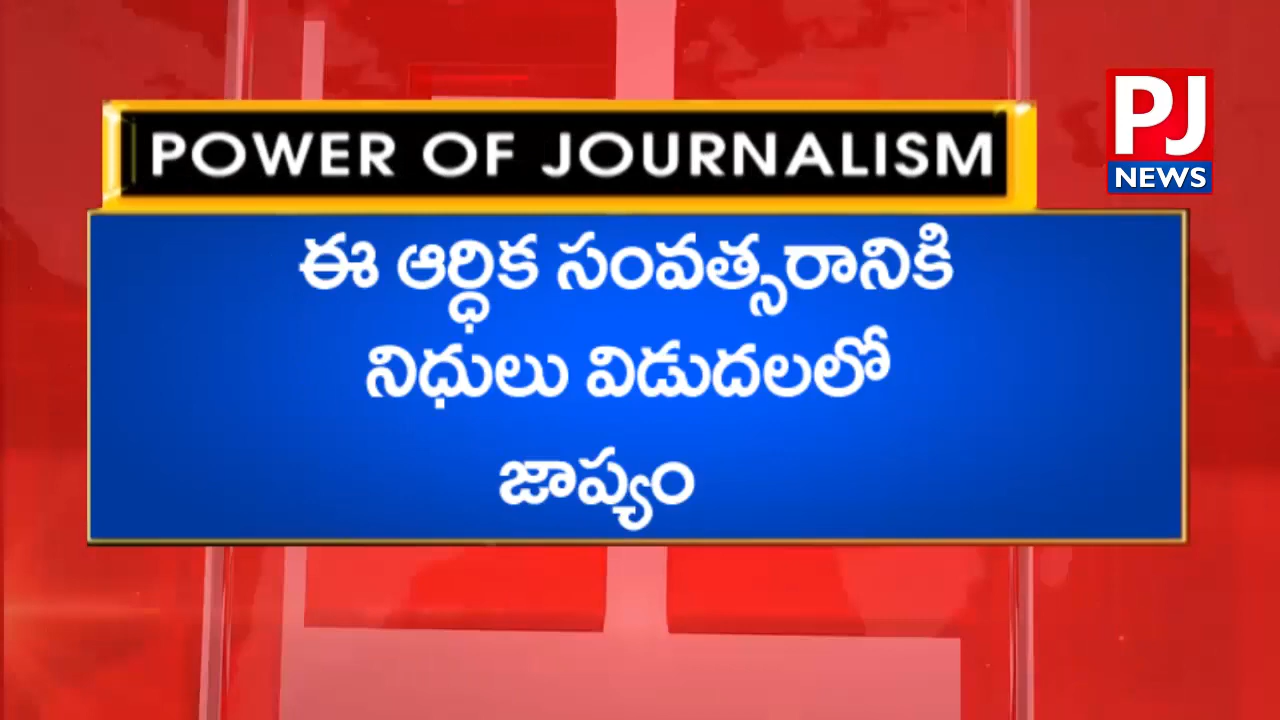 PJ
NEWS
POWER OF JOURNALISM
ఈ ఆర్ధిక సంవత్సరానికి
నిధులు విడుదలలో
జాప్యం